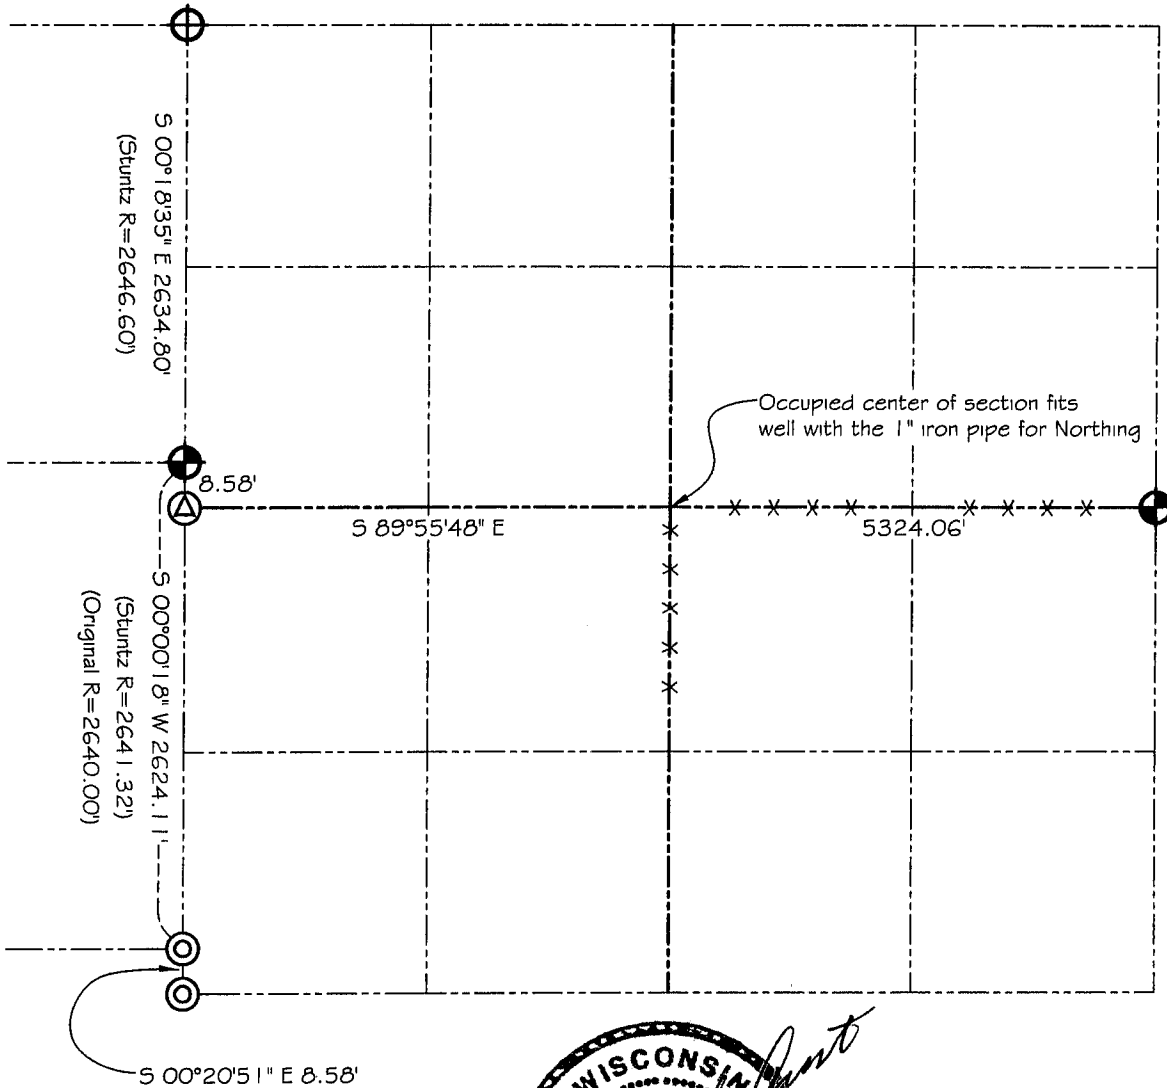 S 00°18'35" E 2634.80'
(Stuntz R=2646.60')
Occupied center of section fits
well with the 1" iron pipe for Northing
8.58'
S 89°55'48" E
5324.06'
S 00°00'18" W 2624.11'
(Stuntz R=2641.32')
(Original R=2640.00')
S 00°20'51" E 8.58'
WISCONSIN